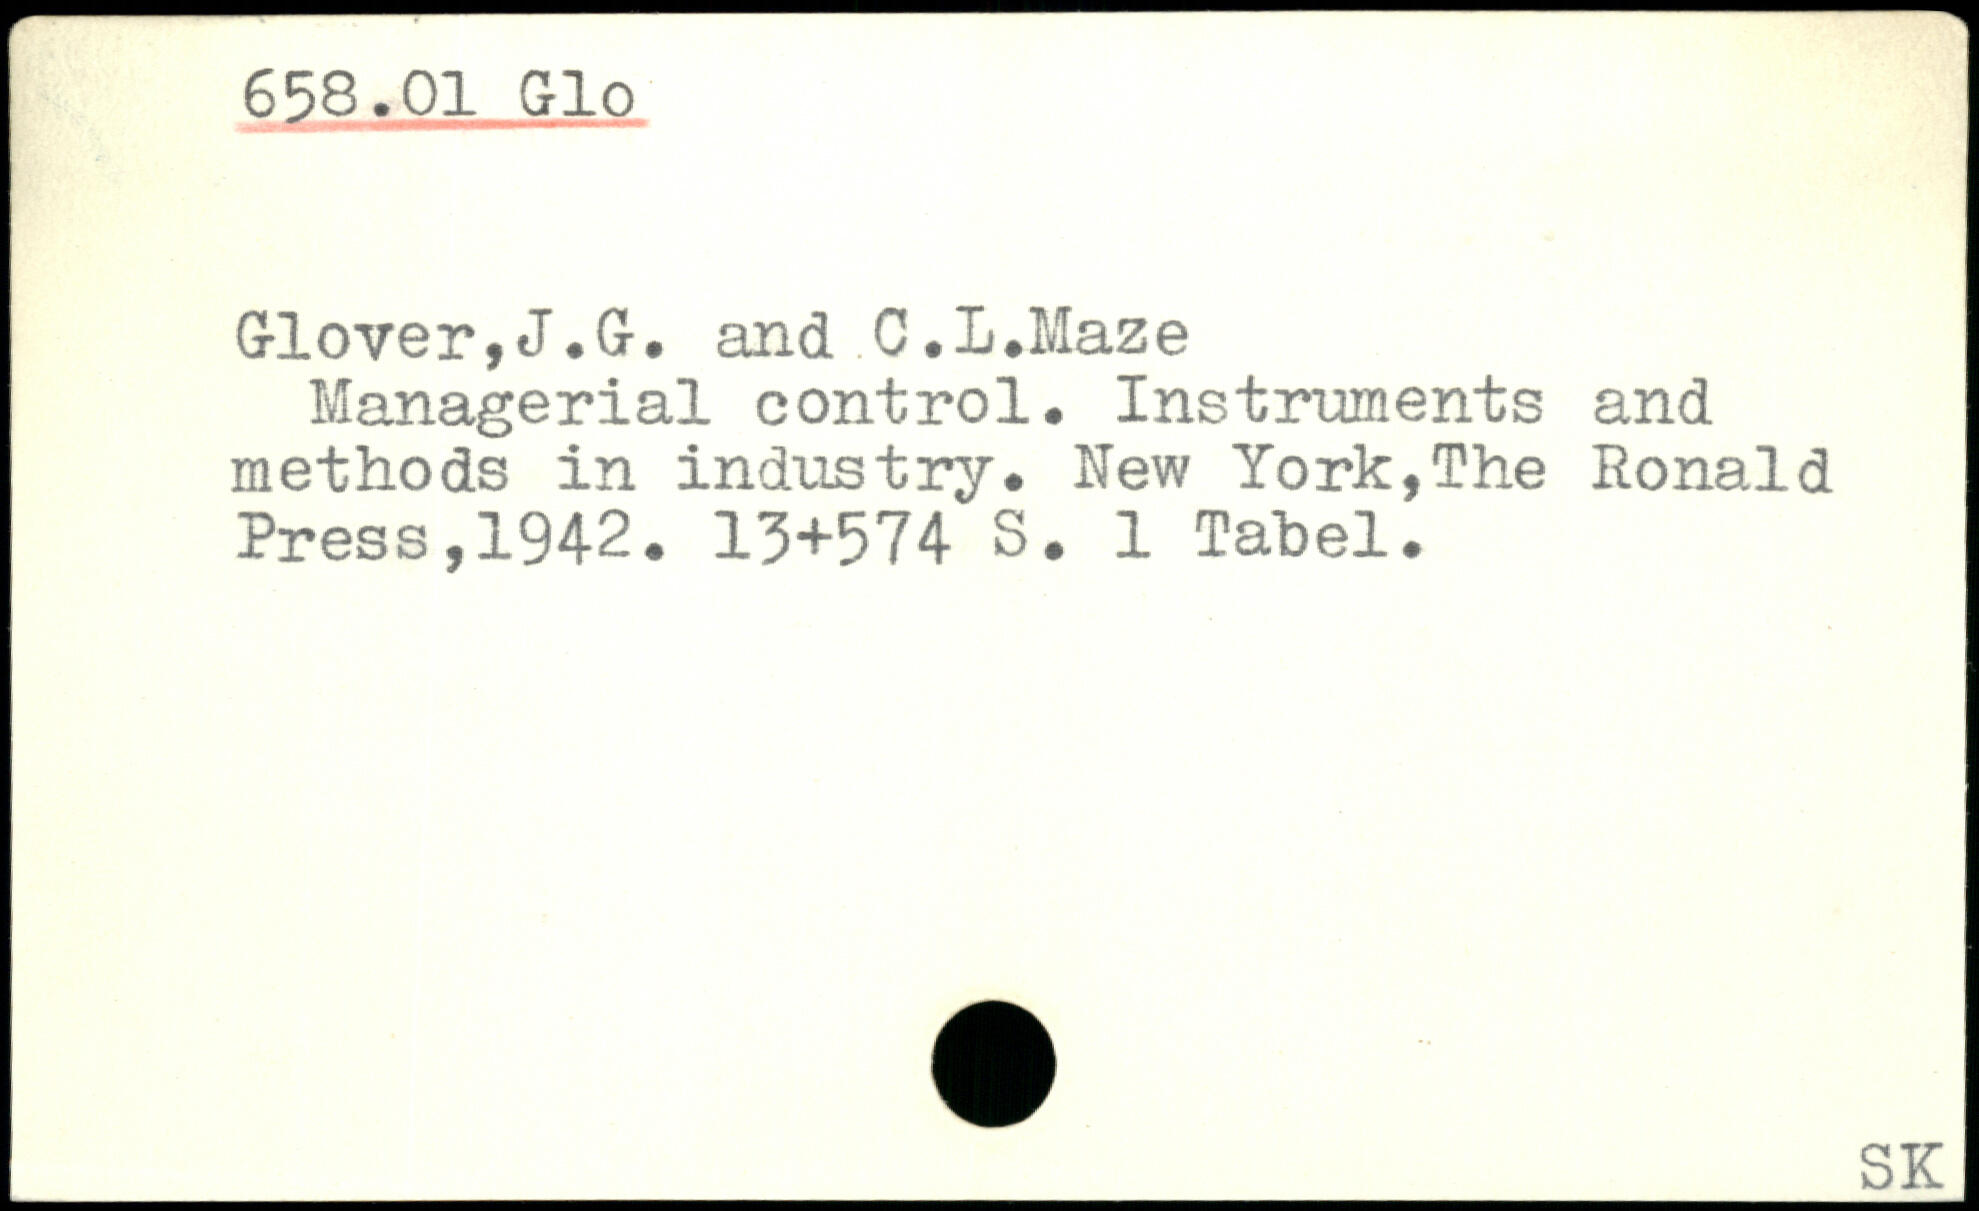 658.01 Glo
Glover,J.G. and C.L.Maze
Managerial control. Instruments and
methods in industry. New York,The Ronald
Press,1942. 13+574 S. 1 Tabel.
SK